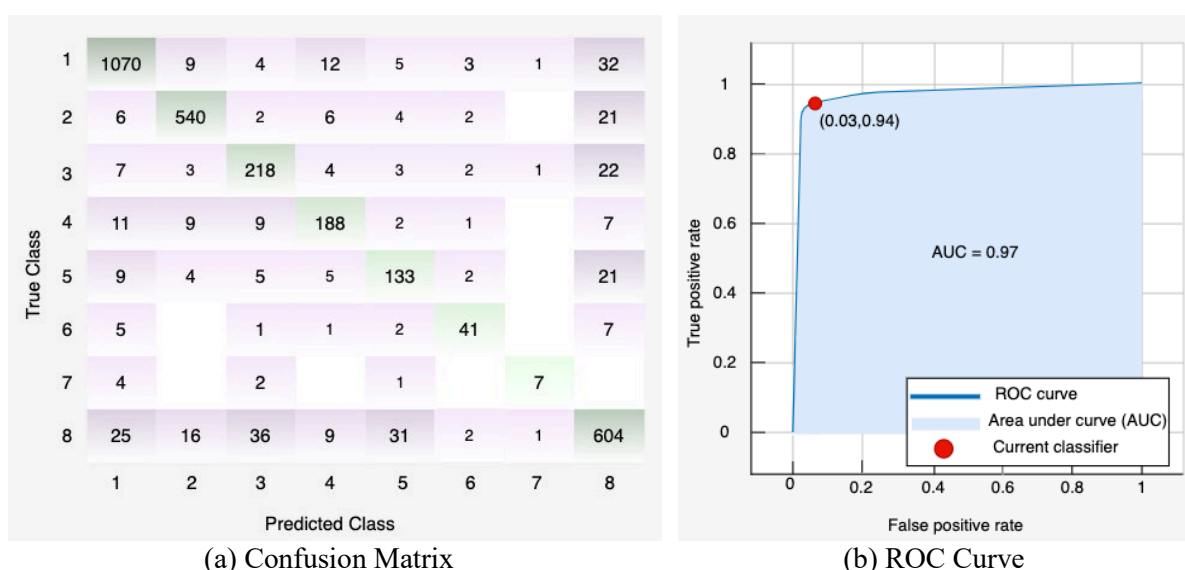 1 1070 9 4 12 5 3 1 32
2 6 540 2 6 4 2 21
3 7 3 218 4 3 2 1 22
4 11 9 9 188 2 1 7
5 9 4 5 5 133 2 21
6 5 1 1 2 41 7
7 4 2 1 7
8 25 16 36 9 31 2 1 604
1 2 3 4 5 6 7 8
True Class
Predicted Class
(a) Confusion Matrix
1
0.8
0.6
0.4
0.2
0
True positive rate
(0.03,0.94)
AUC = 0.97
ROC curve
Area under curve (AUC)
Current classifier
0 0.2 0.4 0.6 0.8 1
False positive rate
(b) ROC Curve